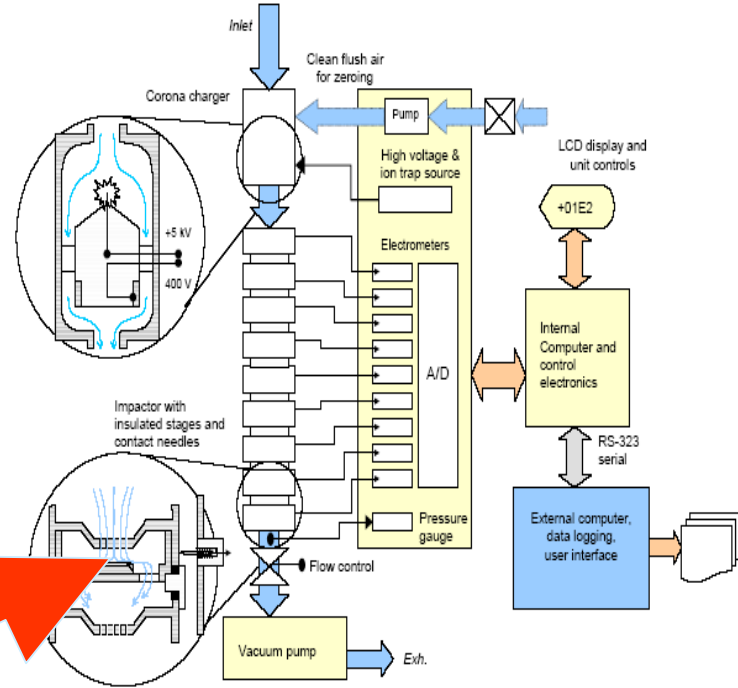 Inlet
Clean flush air
for zeroing
Corona charger
Pump
LCD display and
unit controls
High voltage &
ion trap source
+01E2
+5 kV
Electrometers
400 V
Internal
Computer and
control
electronics
A/D
Impactor with
insulated stages and
contact needles
RS-323
serial
Pressure
gauge
External computer,
data logging,
user interface
Flow control
Vacuum pump
Exh.